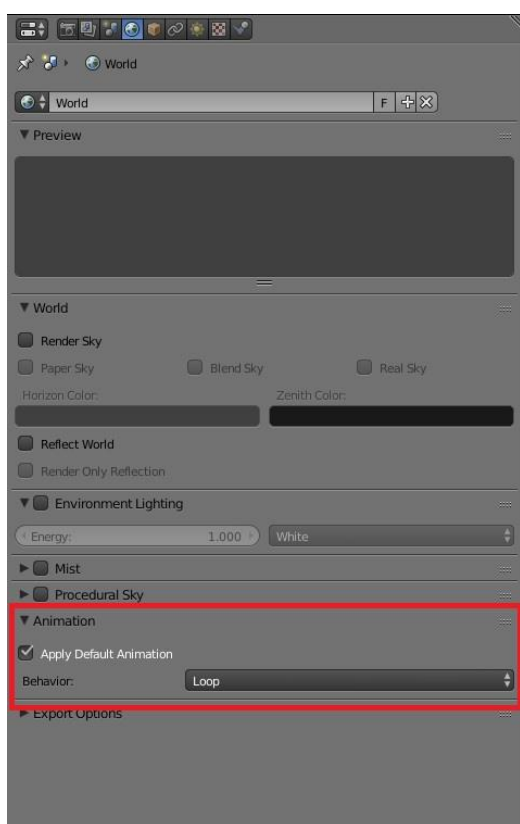 World
World F
Preview
World
Render Sky
Paper Sky Blend Sky Real Sky
Horizon Color: Zenith Color:
Reflect World
Render Only Reflection
Environment Lighting
Energy: 1.000 White
Mist
Procedural Sky
Animation
Apply Default Animation
Behavior: Loop
Export Options